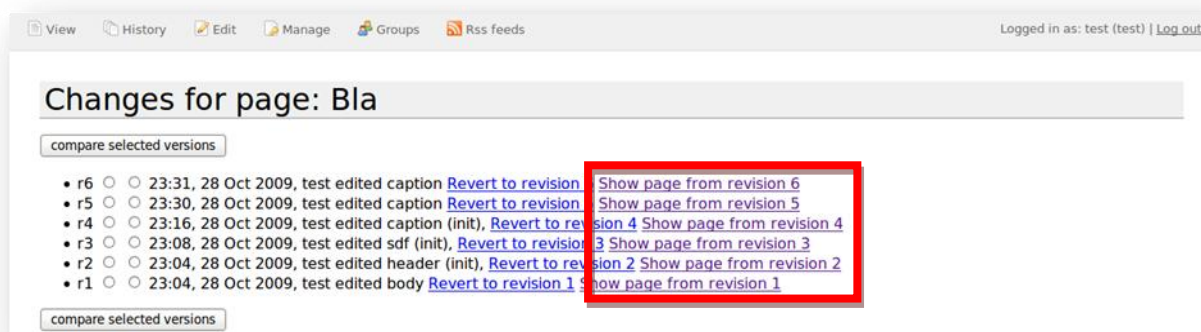 View History Edit Manage Groups Rss feeds Logged in as: test (test) | Log out
Changes for page: Bla
compare selected versions
• r6 23:31, 28 Oct 2009, test edited caption Revert to revision Show page from revision 6
• r5 23:30, 28 Oct 2009, test edited caption Revert to revision Show page from revision 5
• r4 23:16, 28 Oct 2009, test edited caption (init), Revert to revision 4 Show page from revision 4
• r3 23:08, 28 Oct 2009, test edited sdf (init), Revert to revision 3 Show page from revision 3
• r2 23:04, 28 Oct 2009, test edited header (init), Revert to revision 2 Show page from revision 2
• r1 23:04, 28 Oct 2009, test edited body Revert to revision 1 Show page from revision 1
compare selected versions